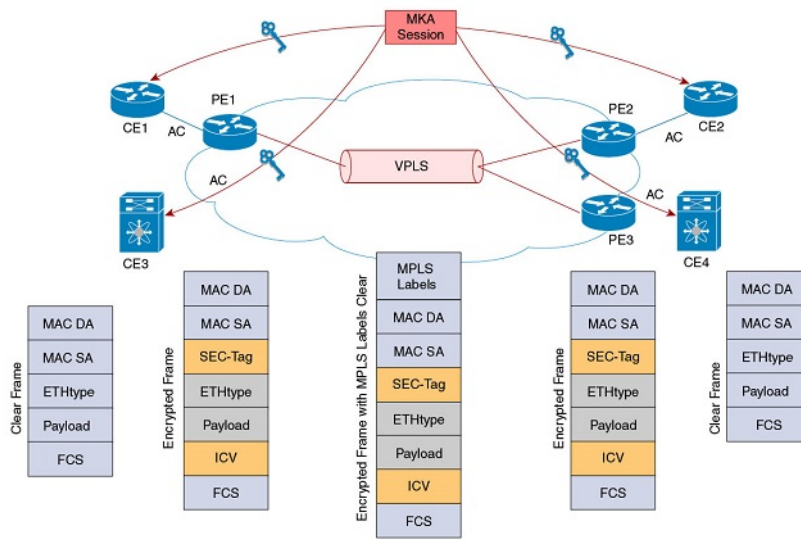 MKA
Session
CE1
AC
PE1
PE2
AC
CE2
VPLS
AC
AC
CE3
PE3
CE4
Clear Frame
MAC DA
MAC SA
ETHtype
Payload
FCS
Encrypted Frame
MAC DA
MAC SA
SEC-Tag
ETHtype
Payload
ICV
FCS
Encrypted Frame with MPLS Labels Clear
MPLS
Labels
MAC DA
MAC SA
SEC-Tag
ETHtype
Payload
ICV
FCS
Encrypted Frame
MAC DA
MAC SA
SEC-Tag
ETHtype
Payload
ICV
FCS
Clear Frame
MAC DA
MAC SA
ETHtype
Payload
FCS